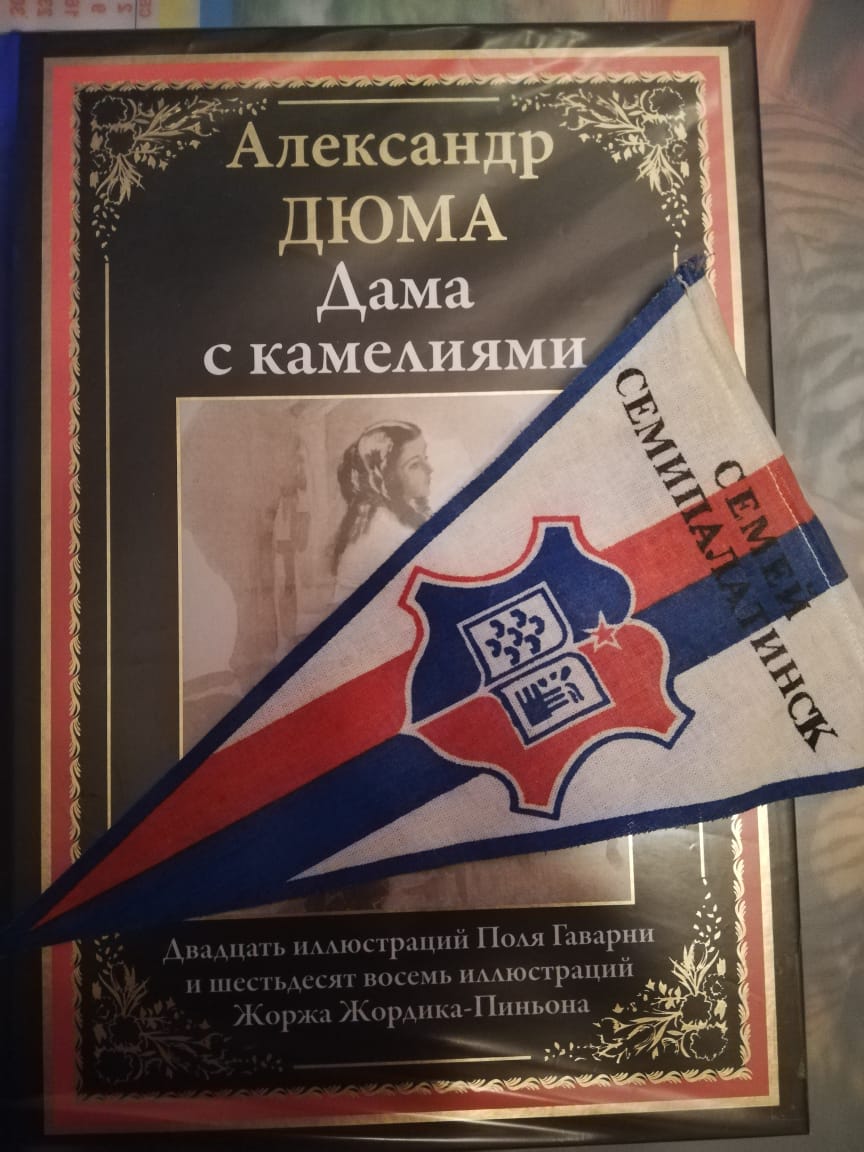 Александр
ДЮМА
Дама
с камелиями
СЕМЕЙ
СЕМИПАЛАТИНСК
Двадцать иллюстраций Поля Гаварни
и шестьдесят восемь иллюстраций
Жоржа Жордика-Пиньона